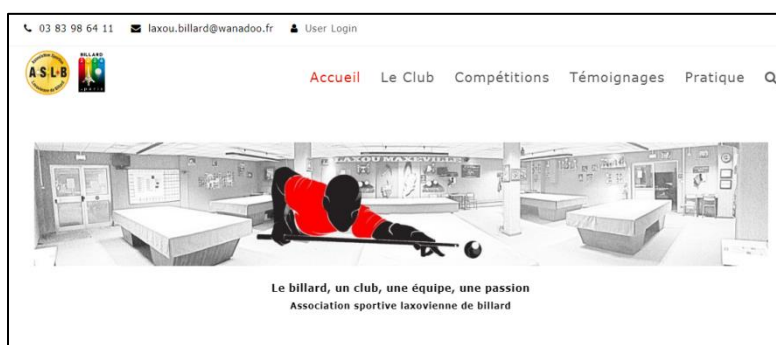 03 83 98 64 11 laxou.billard@wanadoo.fr User Login
A·S·L·B
BILLARD
Accueil Le Club Compétitions Témoignages Pratique
LAXOU MAXEVILLE
Le billard, un club, une équipe, une passion
Association sportive laxovienne de billard